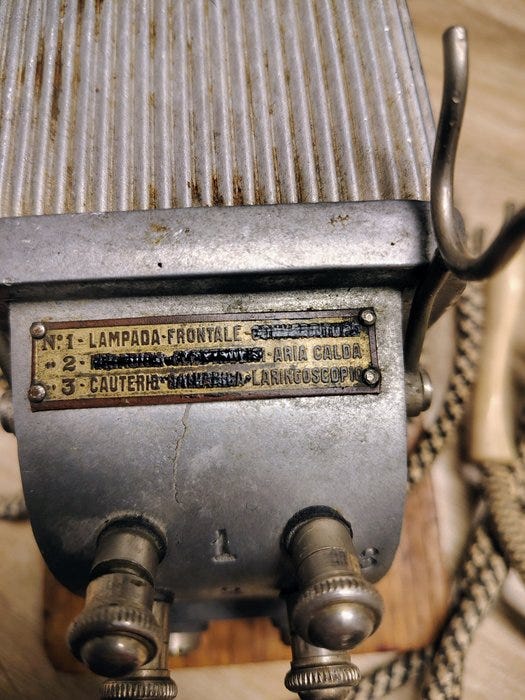 N°1 - LAMPADA-FRONTALE-
" 2 - ARIA CALDA
" 3 - CAUTERIO LARINGOSCOPIO
1